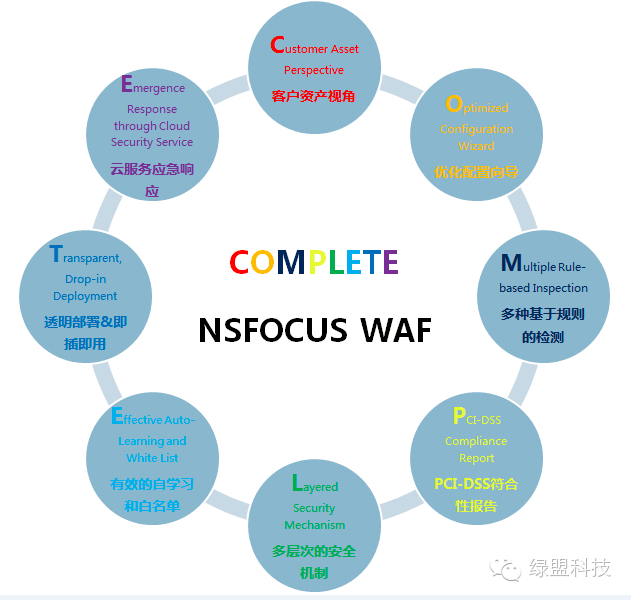 Customer Asset
Perspective
客户资产视角
Optimized
Configuration
Wizard
优化配置向导
Multiple Rule-
based Inspection
多种基于规则
的检测
PCI-DSS
Compliance
Report
PCI-DSS符合
性报告
Layered
Security
Mechanism
多层次的安全
机制
Effective Auto-
Learning and
White List
有效的自学习
和白名单
Transparent,
Drop-in
Deployment
透明部署&即
插即用
Emergence
Response
through Cloud
Security Service
云服务应急响
应
COMPLETE
NSFOCUS WAF
绿盟科技